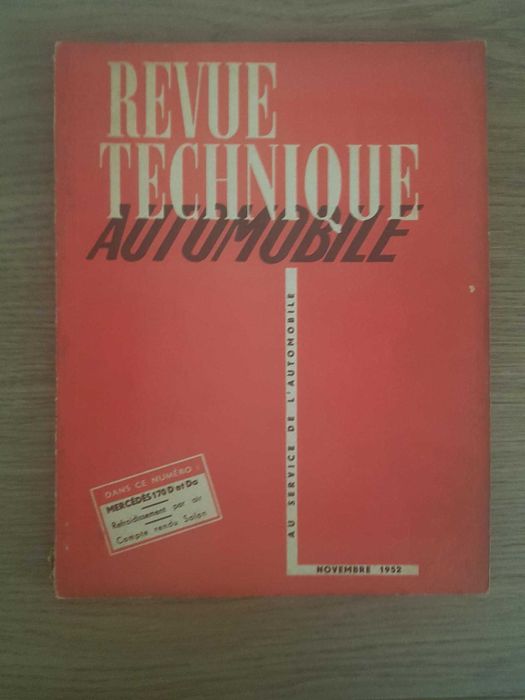 REVUE
TECHNIQUE
AUTOMOBILE
AU SERVICE DE L'AUTOMOBILE
DANS CE NUMÉRO :
MERCÉDÈS 170 D et Da
Refroidissement par air
Compte rendu Salon
NOVEMBRE 1952